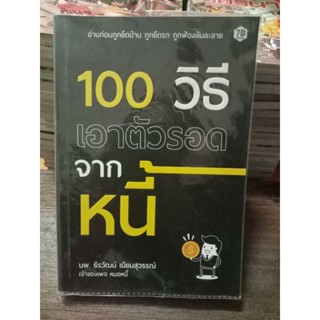 อ่านก่อนถูกยึดบ้าน ถูกยึดรถ ถูกฟ้องล้มละลาย
100 วิธี
เอาตัวรอด
จาก
หนี้
นพ. ธีรวัฒน์ เนียมสุวรรณ์
เจ้าของเพจ หมอหนี้